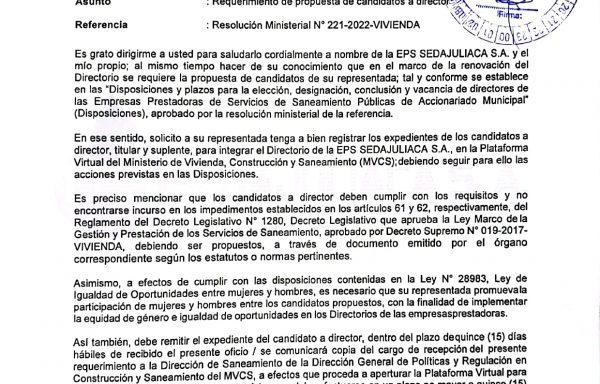 Asunto : Requerimiento de propuesta de candidatos a director
Firma:
Referencia : Resolución Ministerial N° 221-2022-VIVIENDA
Es grato dirigirme a usted para saludarlo cordialmente a nombre de la EPS SEDAJULIACA S.A. y el
mío propio; al mismo tiempo hacer de su conocimiento que en el marco de la renovación del
Directorio se requiere la propuesta de candidatos de su representada; tal y conforme se establece
en las "Disposiciones y plazos para la elección, designación, conclusión y vacancia de directores de
las Empresas Prestadoras de Servicios de Saneamiento Públicas de Accionariado Municipal"
(Disposiciones), aprobado por la resolución ministerial de la referencia.
En ese sentido, solicito a su representada tenga a bien registrar los expedientes de los candidatos a
director, titular y suplente, para integrar el Directorio de la EPS SEDAJULIACA S.A., en la Plataforma
Virtual del Ministerio de Vivienda, Construcción y Saneamiento (MVCS);debiendo seguir para ello las
acciones previstas en las Disposiciones.
Es preciso mencionar que los candidatos a director deben cumplir con los requisitos y no
encontrarse incurso en los impedimentos establecidos en los artículos 61 y 62, respectivamente, del
Reglamento del Decreto Legislativo N° 1280, Decreto Legislativo que aprueba la Ley Marco de la
Gestión y Prestación de los Servicios de Saneamiento, aprobado por Decreto Supremo N° 019-2017-
VIVIENDA, debiendo ser propuestos, a través de documento emitido por el órgano
correspondiente según los estatutos o normas pertinentes.
Asimismo, a efectos de cumplir con las disposiciones contenidas en la Ley N° 28983, Ley de
Igualdad de Oportunidades entre mujeres y hombres, es necesario que su representada promueva la
participación de mujeres y hombres entre los candidatos propuestos, con la finalidad de implementar
la equidad de género e igualdad de oportunidades en los Directorios de las empresasprestadoras.
Así también, debe remitir el expediente del candidato a director, dentro del plazo dequince (15) días
hábiles de recibido el presente oficio / se comunicará copia del cargo de recepción del presente
requerimiento a la Dirección de Saneamiento de la Dirección General de Políticas y Regulación en
Construcción y Saneamiento del MVCS, a efectos que proceda a aperturar la Plataforma Virtual para